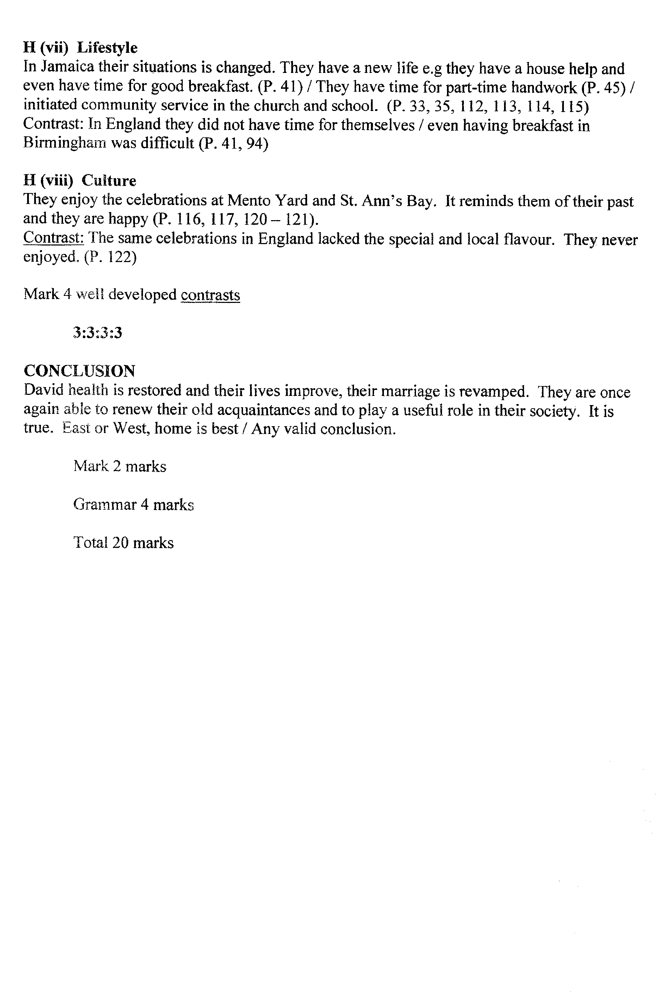 H (vii) Lifestyle
In Jamaica their situations is changed. They have a new life e.g they have a house help and
even have time for good breakfast. (P. 41) / They have time for part-time handwork (P. 45) /
initiated community service in the church and school. (P. 33, 35, 112, 113, 114, 115)
Contrast: In England they did not have time for themselves / even having breakfast in
Birmingham was difficult (P. 41, 94)
H (viii) Culture
They enjoy the celebrations at Mento Yard and St. Ann's Bay. It reminds them of their past
and they are happy (P. 116, 117, 120 – 121).
Contrast: The same celebrations in England lacked the special and local flavour. They never
enjoyed. (P. 122)
Mark 4 well developed contrasts
3:3:3:3
CONCLUSION
David health is restored and their lives improve, their marriage is revamped. They are once
again able to renew their old acquaintances and to play a useful role in their society. It is
true. East or West, home is best / Any valid conclusion.
Mark 2 marks
Grammar 4 marks
Total 20 marks